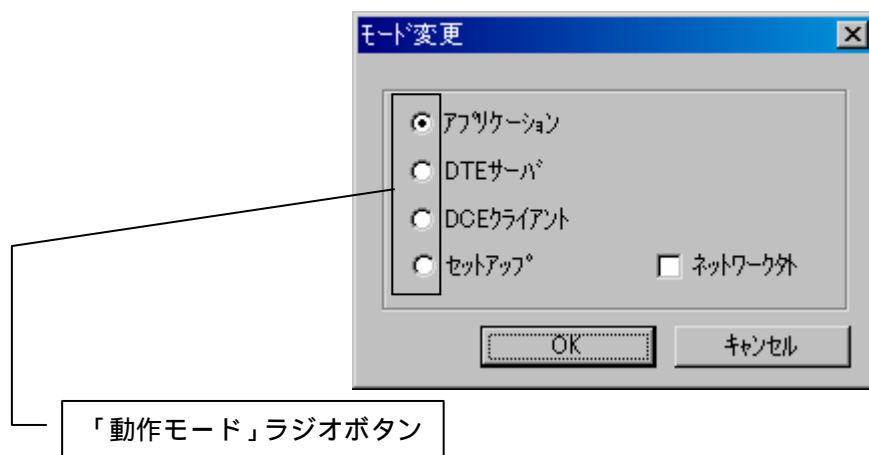 モード変更
アプリケーション
DTEサーバ
DCEクライアント
セットアップ
ネットワーク外
OK
キャンセル
「動作モード」ラジオボタン